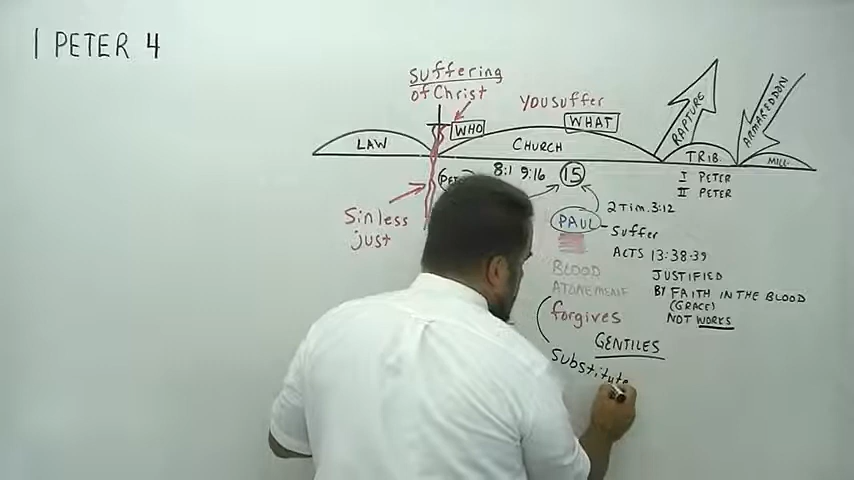 1 PETER 4
Suffering
of Christ
You suffer
WHO
WHAT
LAW
CHURCH
RAPTURE
TRIB.
ARMAGEDDON
MILL.
8:1 9:16
15
I PETER
II PETER
Sinless
just
2 Tim. 3:12
PAUL - Suffer
ACTS 13:38-39
JUSTIFIED
BY FAITH IN THE BLOOD
(GRACE)
NOT WORKS
BLOOD
ATONEMENT
forgives
GENTILES
Substitute